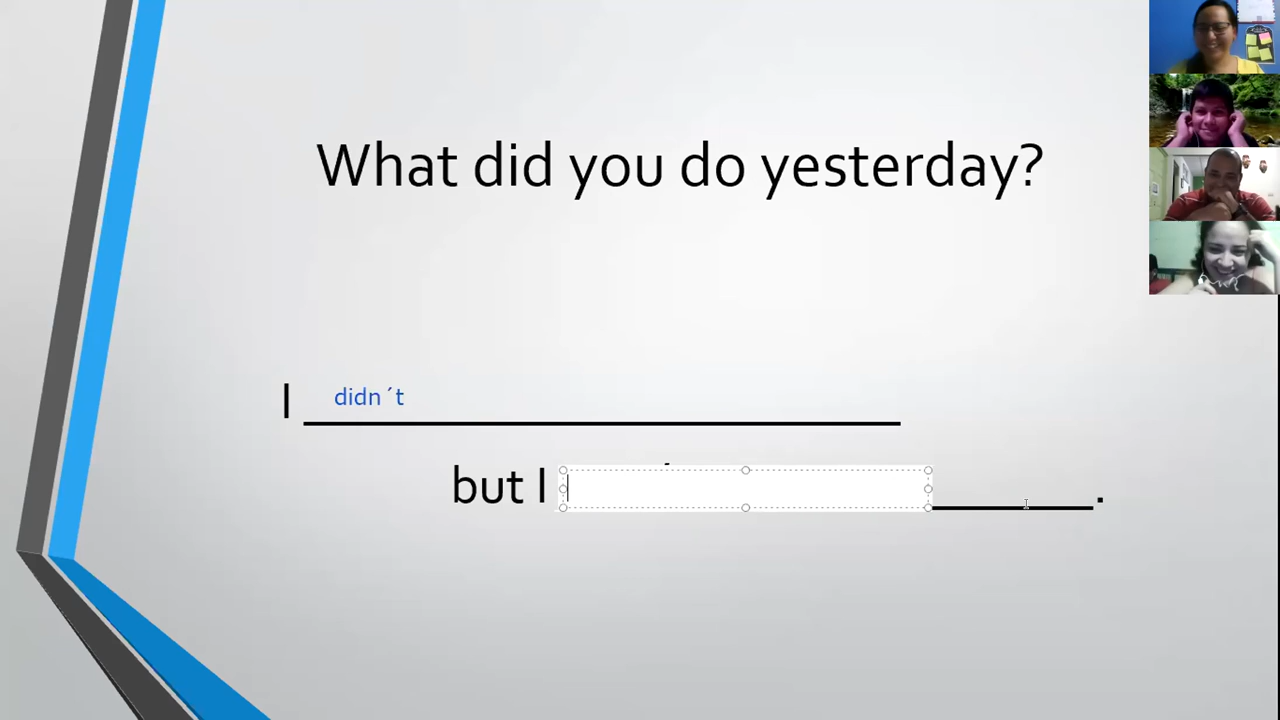 What did you do yesterday?
I didn´t
but I .